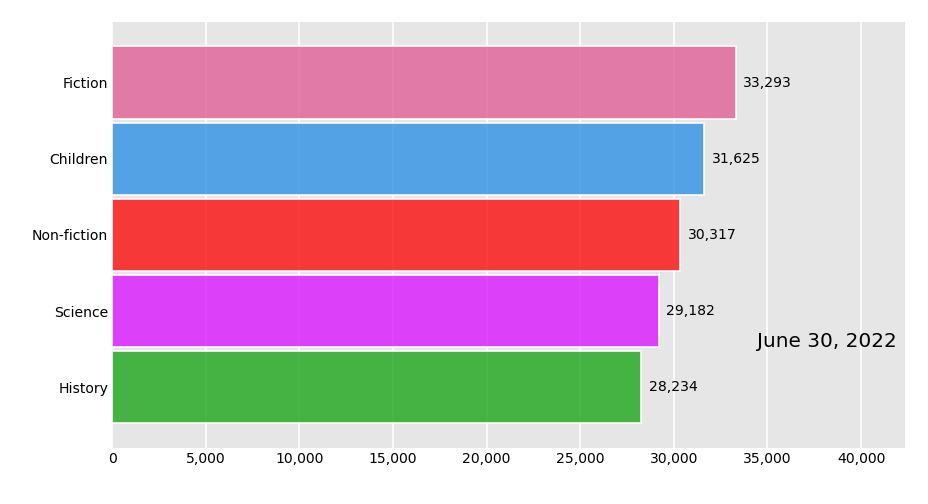 Fiction 33,293
Children 31,625
Non-fiction 30,317
Science 29,182
June 30, 2022
History 28,234
0 5,000 10,000 15,000 20,000 25,000 30,000 35,000 40,000